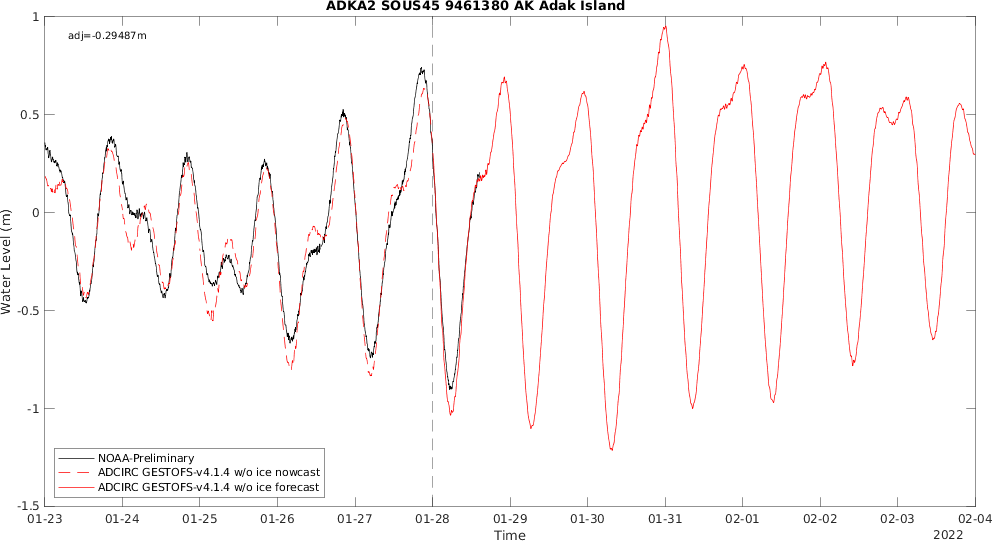 ADKA2 SOUS45 9461380 AK Adak Island
adj=-0.29487m
1
0.5
0
-0.5
-1
-1.5
Water Level (m)
NOAA-Preliminary
ADCIRC GESTOFS-v4.1.4 w/o ice nowcast
ADCIRC GESTOFS-v4.1.4 w/o ice forecast
01-23 01-24 01-25 01-26 01-27 01-28 01-29 01-30 01-31 02-01 02-02 02-03 02-04
Time
2022